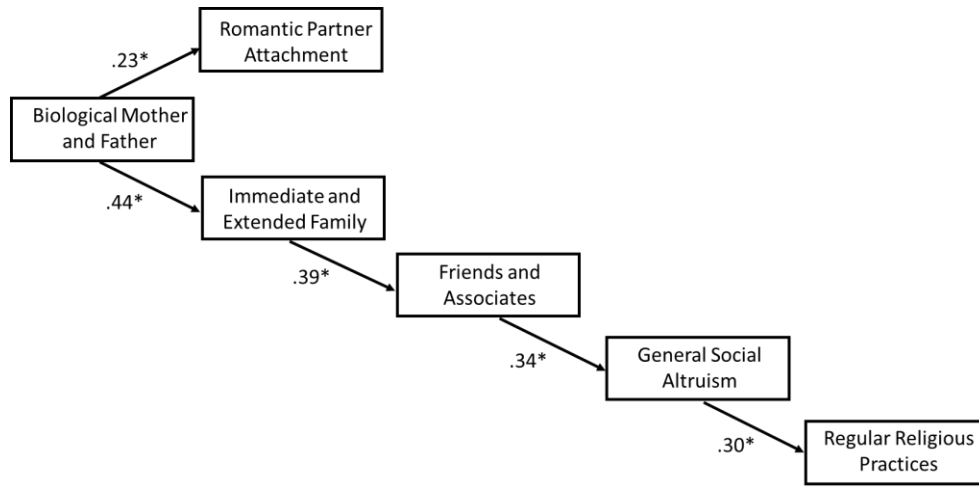 Romantic Partner
Attachment
.23*
Biological Mother
and Father
.44*
Immediate and
Extended Family
.39*
Friends and
Associates
.34*
General Social
Altruism
.30*
Regular Religious
Practices